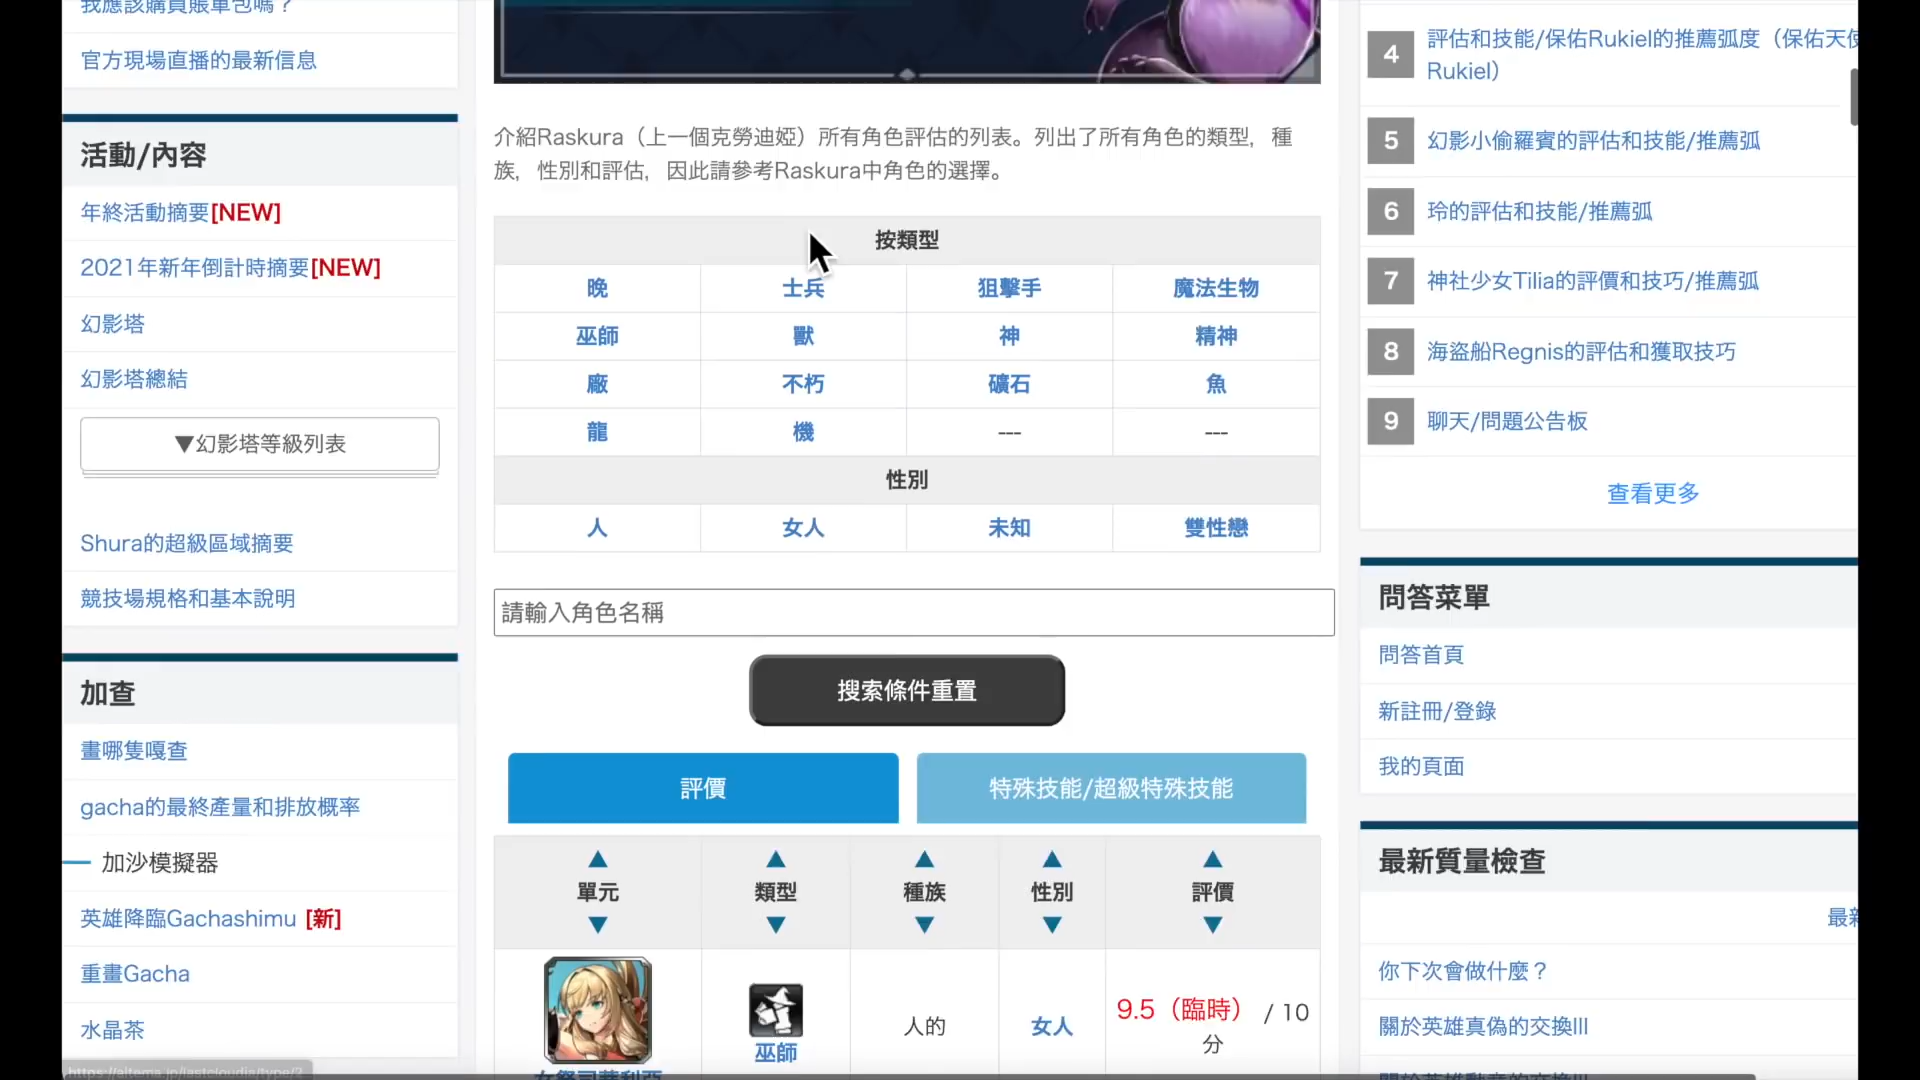 我應該購買賬單包嗎？
官方現場直播的最新信息
活動/內容
年終活動摘要[NEW]
2021年新年倒計時摘要[NEW]
幻影塔
幻影塔總結
▼幻影塔等級列表
Shura的超級區域摘要
競技場規格和基本說明
加查
畫哪隻嘎查
gacha的最終產量和排放概率
加沙模擬器
英雄降臨Gachashimu [新]
重畫Gacha
水晶茶
https://altema.jp/lastcloudia/type/2
介紹Raskura（上一個克勞迪婭）所有角色評估的列表。列出了所有角色的類型，種
族，性別和評估，因此請參考Raskura中角色的選擇。
按類型
晚 士兵 狙擊手 魔法生物
巫師 獸 神 精神
廠 不朽 礦石 魚
龍 機 --- ---
性別
人 女人 未知 雙性戀
請輸入角色名稱
搜索條件重置
評價 特殊技能/超級特殊技能
▲ ▲ ▲ ▲ ▲
單元 類型 種族 性別 評價
▼ ▼ ▼ ▼ ▼
巫師 人的 女人 9.5（臨時） / 10
分
4 評估和技能/保佑Rukiel的推薦弧度（保佑天使
Rukiel）
5 幻影小偷羅賓的評估和技能/推薦弧
6 玲的評估和技能/推薦弧
7 神社少女Tilia的評價和技巧/推薦弧
8 海盜船Regnis的評估和獲取技巧
9 聊天/問題公告板
查看更多
問答菜單
問答首頁
新註冊/登錄
我的頁面
最新質量檢查
最新
你下次會做什麼？
關於英雄真偽的交換III